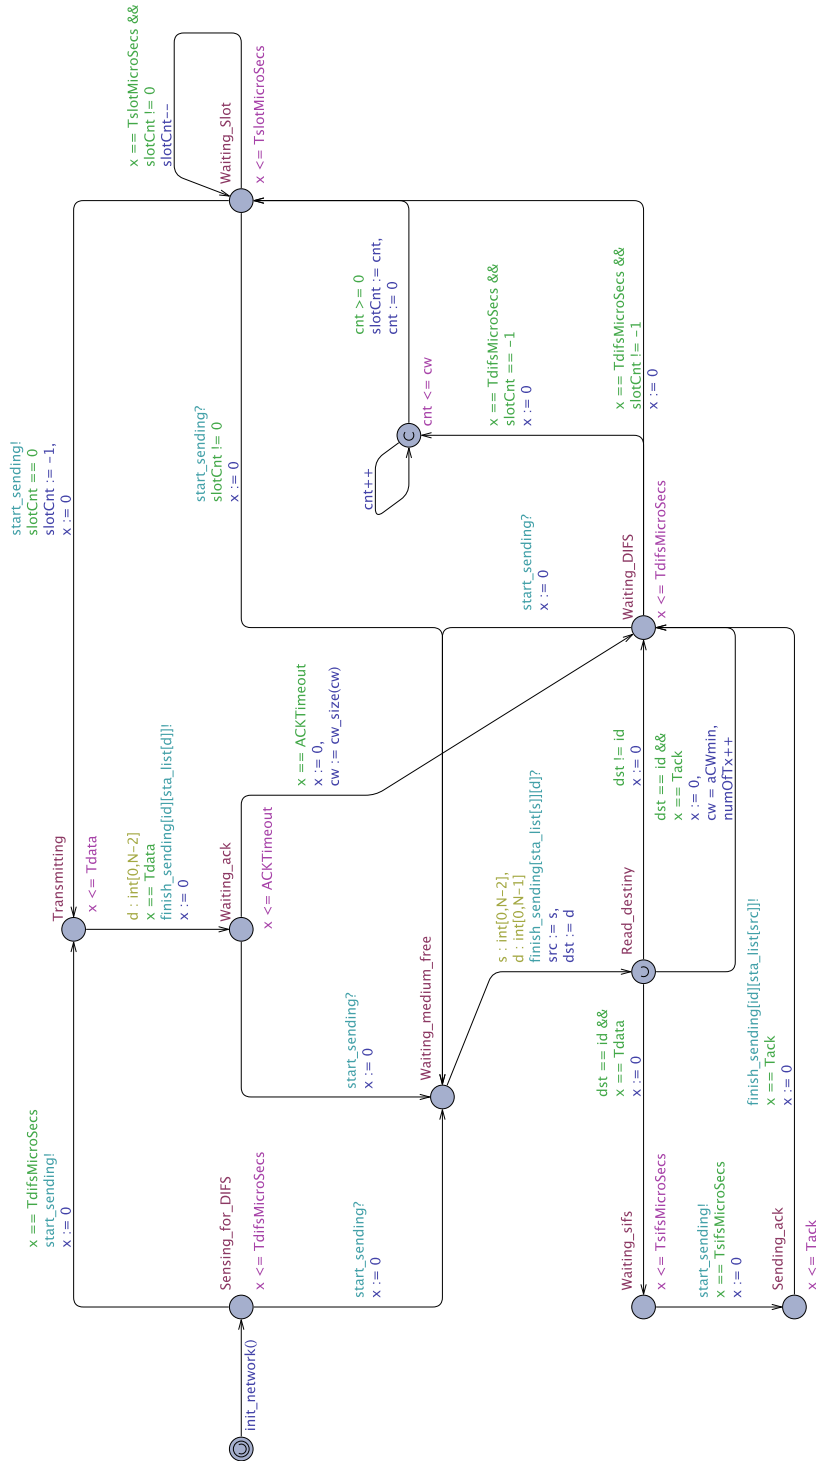 x == TdifsMicroSecs
start_sending!
x := 0
Transmitting
x <= Tdata
start_sending!
slotCnt == 0
slotCnt := -1,
x := 0
d : int[0,N-2]
x == Tdata
finish_sending[id][sta_list[d]]!
x := 0
x == TslotMicroSecs &&
slotCnt != 0
slotCnt--
init_network()
Sensing_for_DIFS
x <= TdifsMicroSecs
Waiting_ack
x <= ACKTimeout
start_sending?
slotCnt != 0
x := 0
Waiting_Slot
x <= TslotMicroSecs
x == ACKTimeout
x := 0,
cw := cw_size(cw)
start_sending?
x := 0
start_sending?
x := 0
cnt >= 0
slotCnt := cnt,
cnt := 0
cnt++
C
cnt <= cw
Waiting_medium_free
s : int[0,N-2],
d : int[0,N-1]
finish_sending[sta_list[s]][d]?
src := s,
dst := d
start_sending?
x := 0
x == TdifsMicroSecs &&
slotCnt == -1
x := 0
dst == id &&
x == Tdata
x := 0
dst != id
x := 0
x == TdifsMicroSecs &&
slotCnt != -1
x := 0
Waiting_sifs
x <= TsifsMicroSecs
Read_destiny
Waiting_DIFS
x <= TdifsMicroSecs
dst == id &&
x == Tack
x := 0,
cw = aCWmin,
numOfTx++
start_sending!
x == TsifsMicroSecs
x := 0
finish_sending[id][sta_list[src]]!
x == Tack
x := 0
Sending_ack
x <= Tack